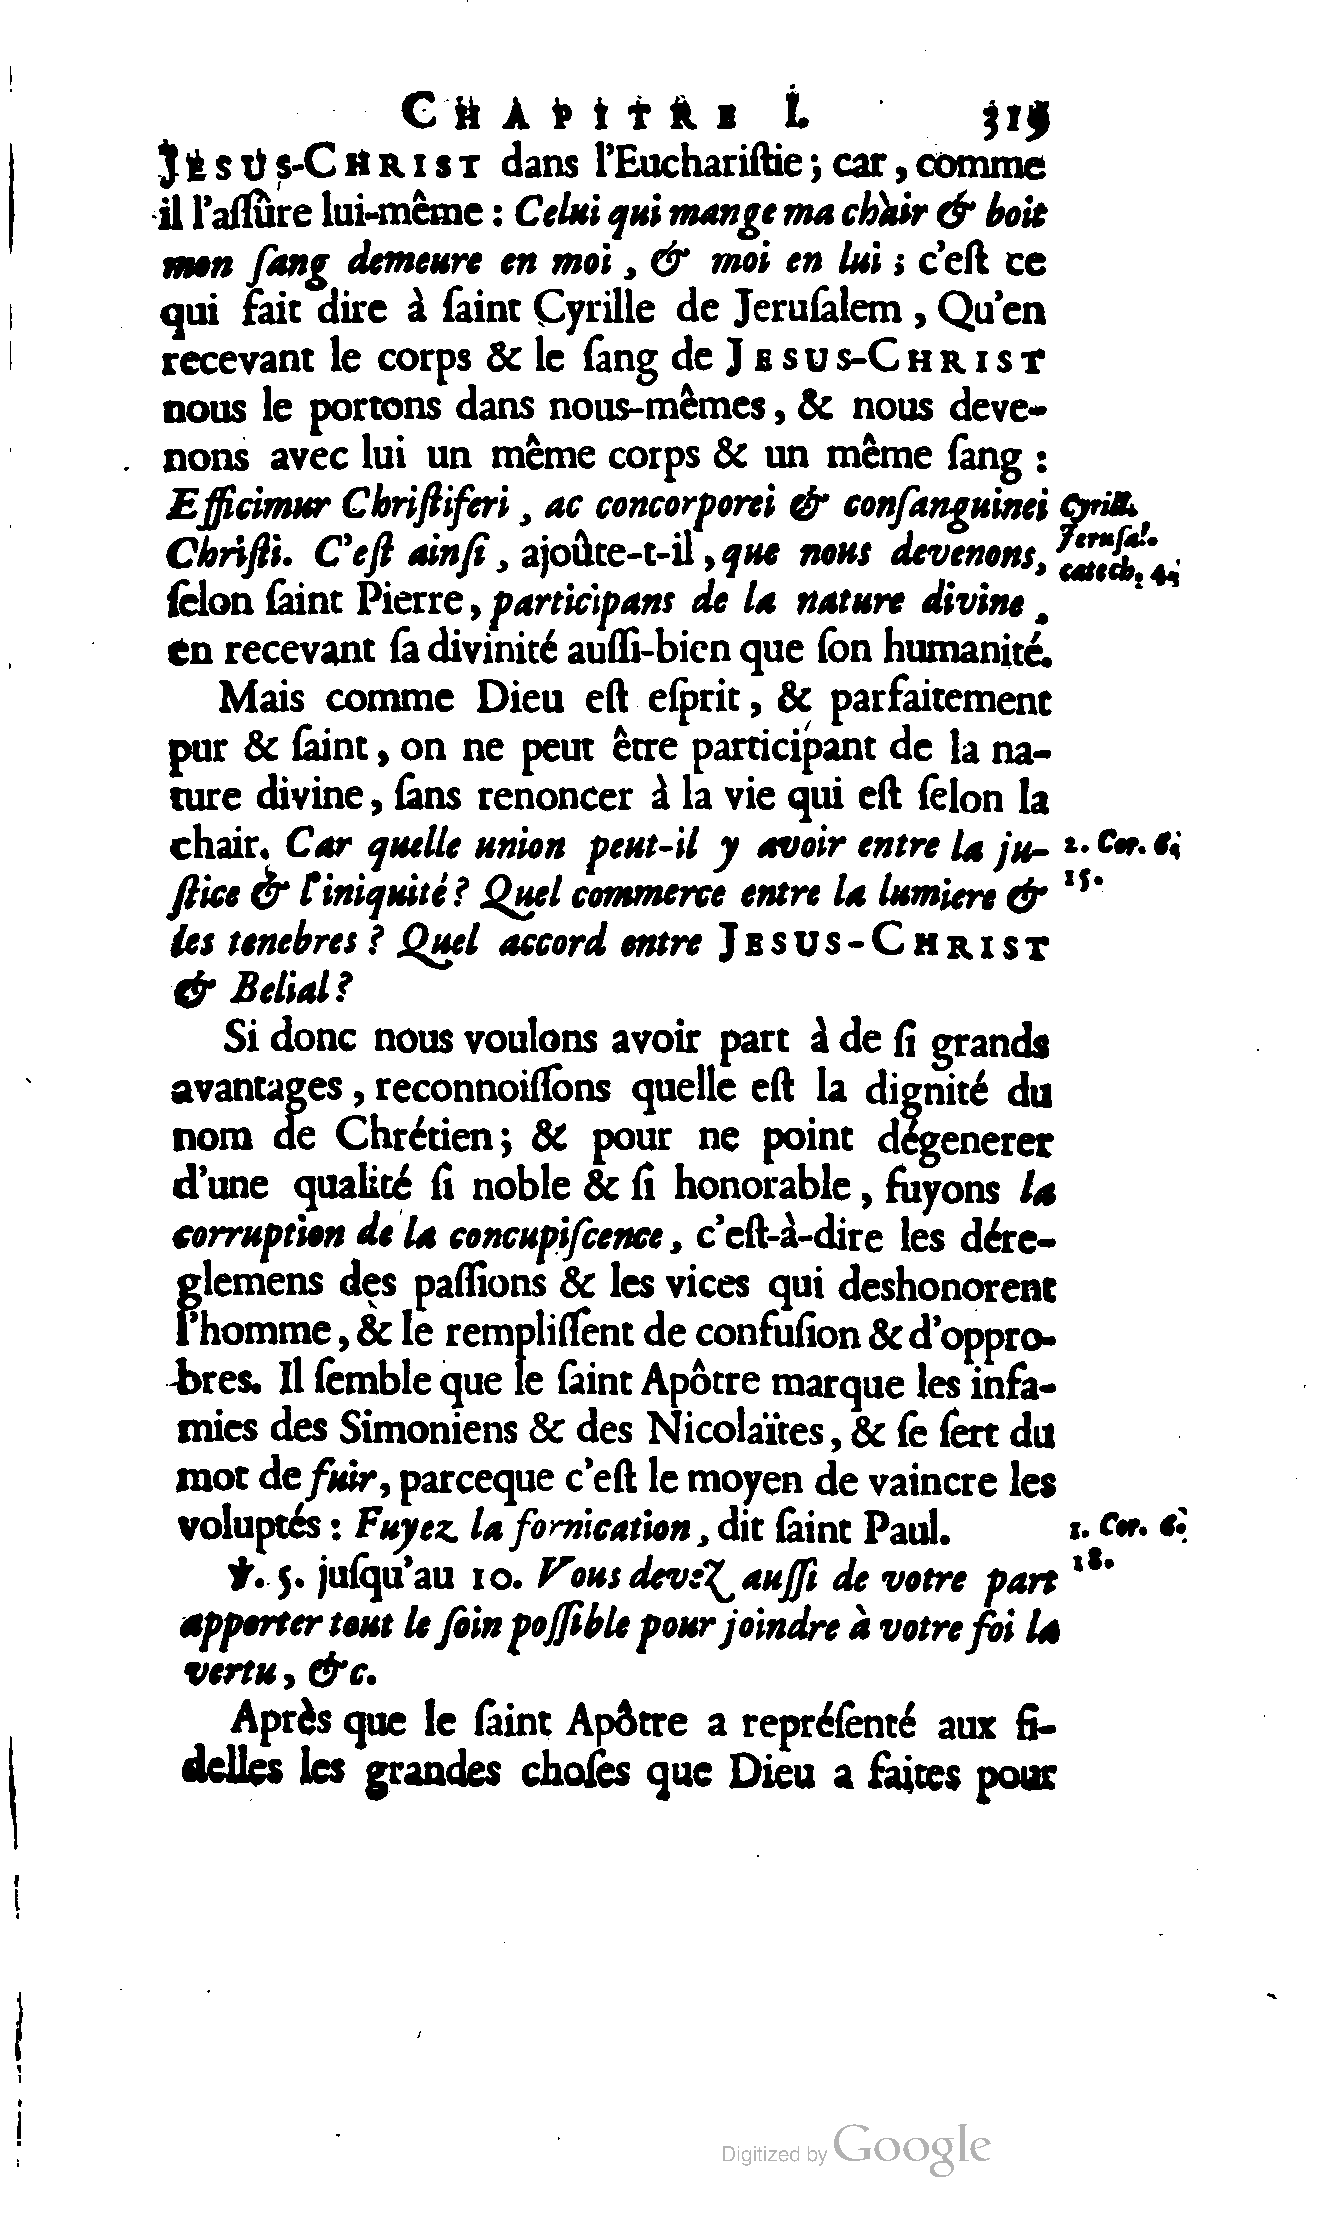 CHAPITRE I. 315
JESUS-CHRIST dans l'Euchariſtie ; car , comme
il l'aſſûre lui-même : Celui qui mange ma chair & boit
mon ſang demeure en moi , & moi en lui ; c'eſt ce
qui fait dire à ſaint Cyrille de Jeruſalem , Qu'en
recevant le corps & le ſang de JESUS-CHRIST
nous le portons dans nous-mêmes , & nous deve-
nons avec lui un même corps & un même ſang :
Efficimur Chriſtiferi , ac concorporei & conſanguinei
Cyrill.
Chriſti. C'eſt ainſi , ajoûte-t-il , que nous devenons,
Jeruſal.
catech. 4.
ſelon ſaint Pierre , participans de la nature divine ,
en recevant ſa divinité auſſi-bien que ſon humanité.
Mais comme Dieu eſt eſprit , & parfaitement
pur & ſaint , on ne peut être participant de la na-
ture divine , ſans renoncer à la vie qui eſt ſelon la
chair. Car quelle union peut-il y avoir entre la ju-
2. Cor. 6.
ſtice & l'iniquité ? Quel commerce entre la lumiere &
15.
les tenebres ? Quel accord entre JESUS-CHRIST
& Belial ?
Si donc nous voulons avoir part à de ſi grands
avantages , reconnoiſſons quelle eſt la dignité du
nom de Chrétien ; & pour ne point dégenerer
d'une qualité ſi noble & ſi honorable , fuyons la
corruption de la concupiſcence , c'eſt-à-dire les dére-
glemens des paſſions & les vices qui deshonorent
l'homme , & le rempliſſent de confuſion & d'oppro-
bres. Il ſemble que le ſaint Apôtre marque les infa-
mies des Simoniens & des Nicolaïtes , & ſe ſert du
mot de fuir , parceque c'eſt le moyen de vaincre les
voluptés : Fuyez la fornication , dit ſaint Paul.
1. Cor. 6.
18.
℣. 5. juſqu'au 10. Vous devez auſſi de votre part
apporter tout le ſoin poſſible pour joindre à votre foi la
vertu , &c.
Après que le ſaint Apôtre a repréſenté aux fi-
delles les grandes choſes que Dieu a faites pour
Digitized by Google